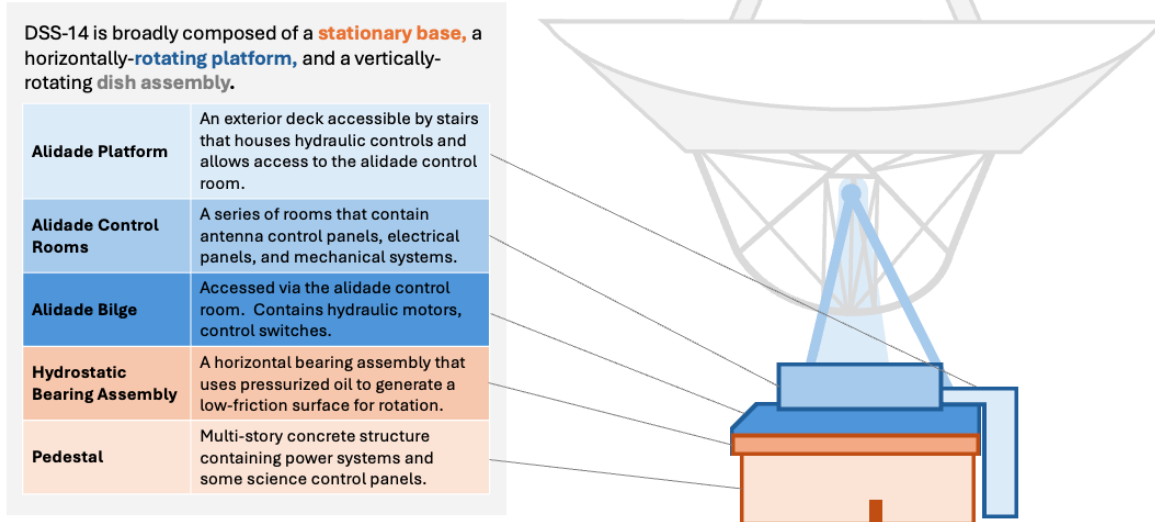 DSS-14 is broadly composed of a stationary base, a
horizontally-rotating platform, and a vertically-
rotating dish assembly.
Alidade Platform
An exterior deck accessible by stairs
that houses hydraulic controls and
allows access to the alidade control
room.
Alidade Control
Rooms
A series of rooms that contain
antenna control panels, electrical
panels, and mechanical systems.
Alidade Bilge
Accessed via the alidade control
room.  Contains hydraulic motors,
control switches.
Hydrostatic
Bearing Assembly
A horizontal bearing assembly that
uses pressurized oil to generate a
low-friction surface for rotation.
Pedestal
Multi-story concrete structure
containing power systems and
some science control panels.